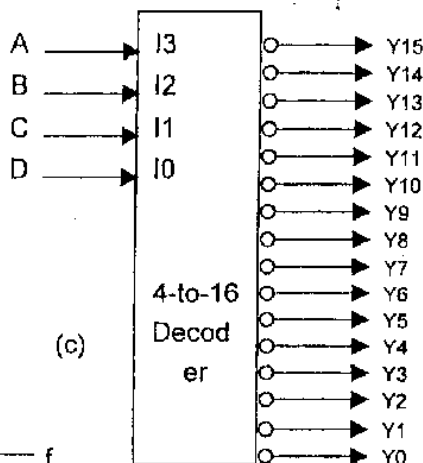 A I3 Y15
B I2 Y14
C I1 Y13
D I0 Y12
Y11
Y10
Y9
Y8
Y7
4-to-16 Y6
Decod Y5
(c) er Y4
Y3
Y2
Y1
f Y0